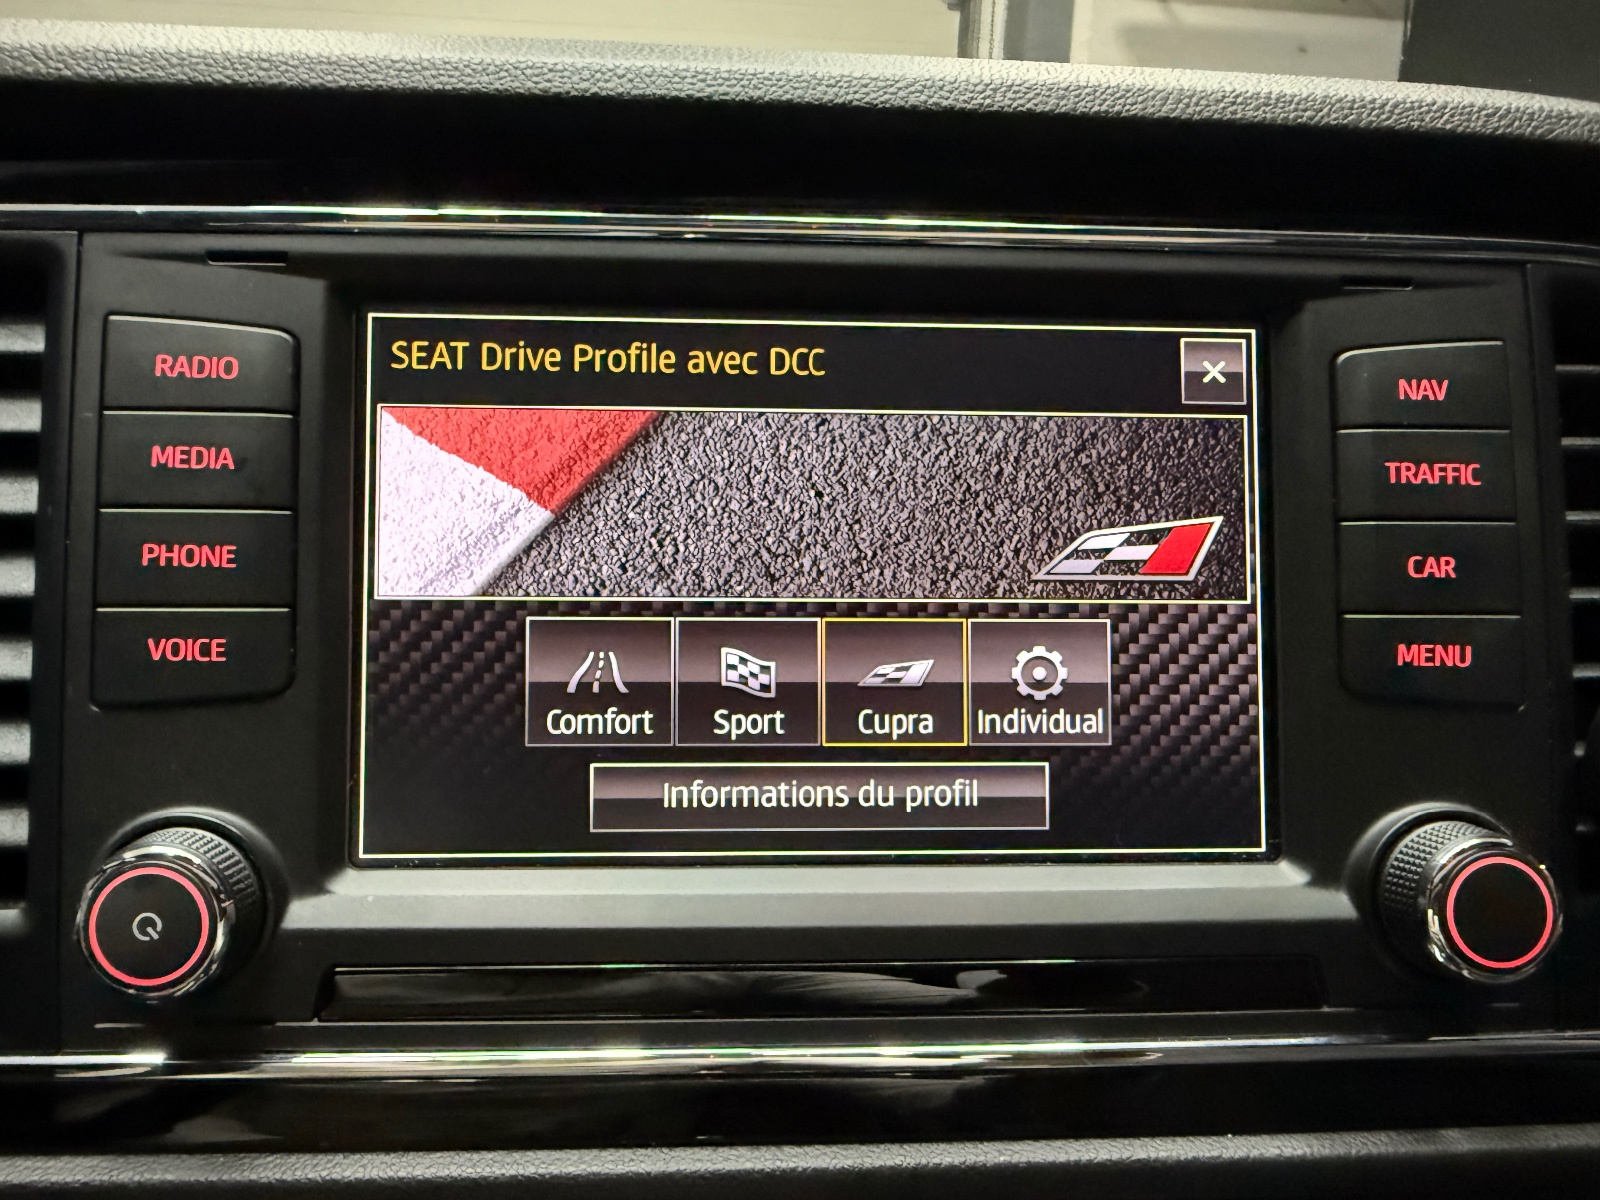 SEAT Drive Profile avec DCC
RADIO
MEDIA
PHONE
VOICE
Comfort
Sport
Cupra
Individual
Informations du profil
NAV
TRAFFIC
CAR
MENU